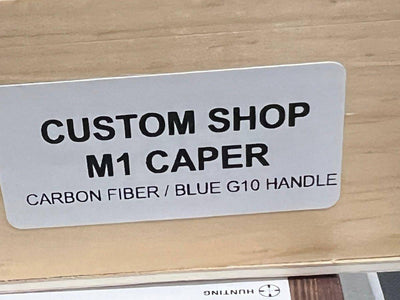 CUSTOM SHOP
M1 CAPER
CARBON FIBER / BLUE G10 HANDLE
HUNTING